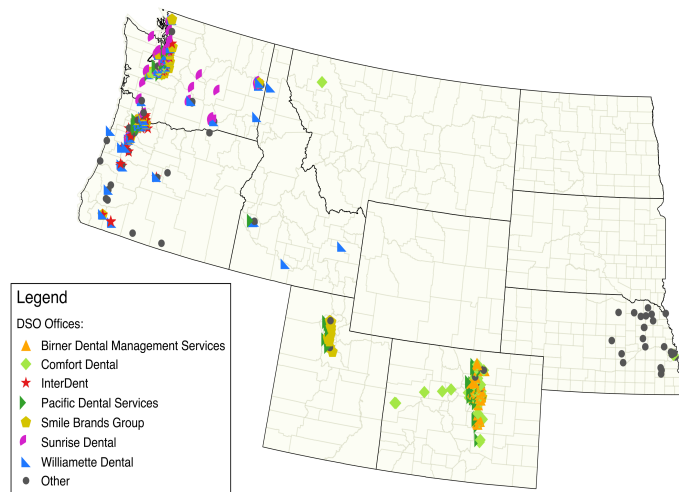 Legend
DSO Offices:
Birner Dental Management Services
Comfort Dental
InterDent
Pacific Dental Services
Smile Brands Group
Sunrise Dental
Williamette Dental
Other